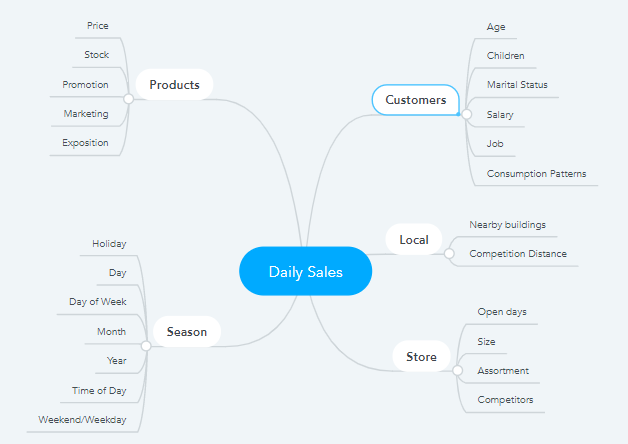 Daily Sales
Products
Price
Stock
Promotion
Marketing
Exposition
Season
Holiday
Day
Day of Week
Month
Year
Time of Day
Weekend/Weekday
Customers
Age
Children
Marital Status
Salary
Job
Consumption Patterns
Local
Nearby buildings
Competition Distance
Store
Open days
Size
Assortment
Competitors